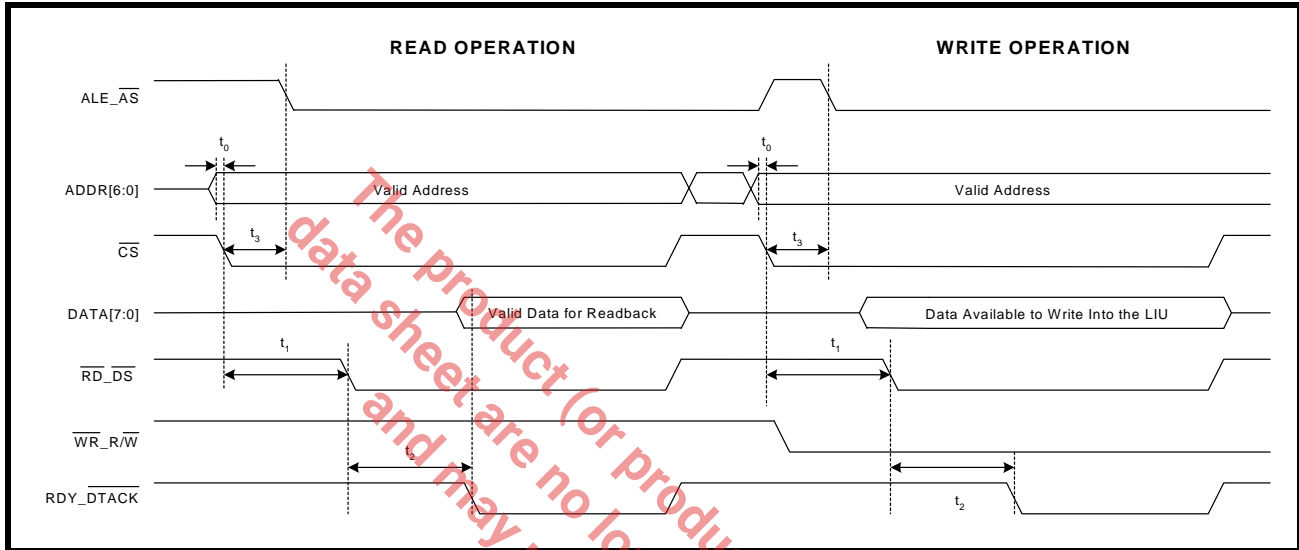 READ OPERATION
WRITE OPERATION
ALE_AS
t0
t0
ADDR[6:0]
Valid Address
Valid Address
CS
t3
t3
DATA[7:0]
Valid Data for Readback
Data Available to Write Into the LIU
RD_DS
t1
t1
WR_R/W
t2
RDY_DTACK
t2
The product (or produ
data sheet are no lo
and may